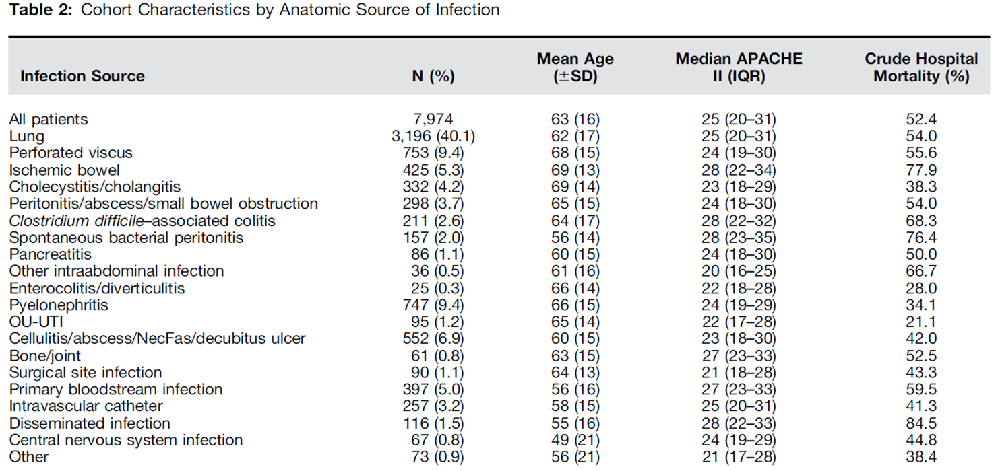 Table 2: Cohort Characteristics by Anatomic Source of Infection
Infection Source N (%) Mean Age (±SD) Median APACHE II (IQR) Crude Hospital Mortality (%)
All patients 7,974 63 (16) 25 (20–31) 52.4
Lung 3,196 (40.1) 62 (17) 25 (20–31) 54.0
Perforated viscus 753 (9.4) 68 (15) 24 (19–30) 55.6
Ischemic bowel 425 (5.3) 69 (13) 28 (22–34) 77.9
Cholecystitis/cholangitis 332 (4.2) 69 (14) 23 (18–29) 38.3
Peritonitis/abscess/small bowel obstruction 298 (3.7) 65 (15) 24 (18–30) 54.0
Clostridium difficile–associated colitis 211 (2.6) 64 (17) 28 (22–32) 68.3
Spontaneous bacterial peritonitis 157 (2.0) 56 (14) 28 (23–35) 76.4
Pancreatitis 86 (1.1) 60 (15) 24 (18–30) 50.0
Other intraabdominal infection 36 (0.5) 61 (16) 20 (16–25) 66.7
Enterocolitis/diverticulitis 25 (0.3) 66 (14) 22 (18–28) 28.0
Pyelonephritis 747 (9.4) 66 (15) 24 (19–29) 34.1
OU-UTI 95 (1.2) 65 (14) 22 (17–28) 21.1
Cellulitis/abscess/NecFas/decubitus ulcer 552 (6.9) 60 (15) 23 (18–30) 42.0
Bone/joint 61 (0.8) 63 (15) 27 (23–33) 52.5
Surgical site infection 90 (1.1) 64 (13) 21 (18–28) 43.3
Primary bloodstream infection 397 (5.0) 56 (16) 27 (23–33) 59.5
Intravascular catheter 257 (3.2) 58 (15) 25 (20–31) 41.3
Disseminated infection 116 (1.5) 55 (16) 28 (22–33) 84.5
Central nervous system infection 67 (0.8) 49 (21) 24 (19–29) 44.8
Other 73 (0.9) 56 (21) 21 (17–28) 38.4